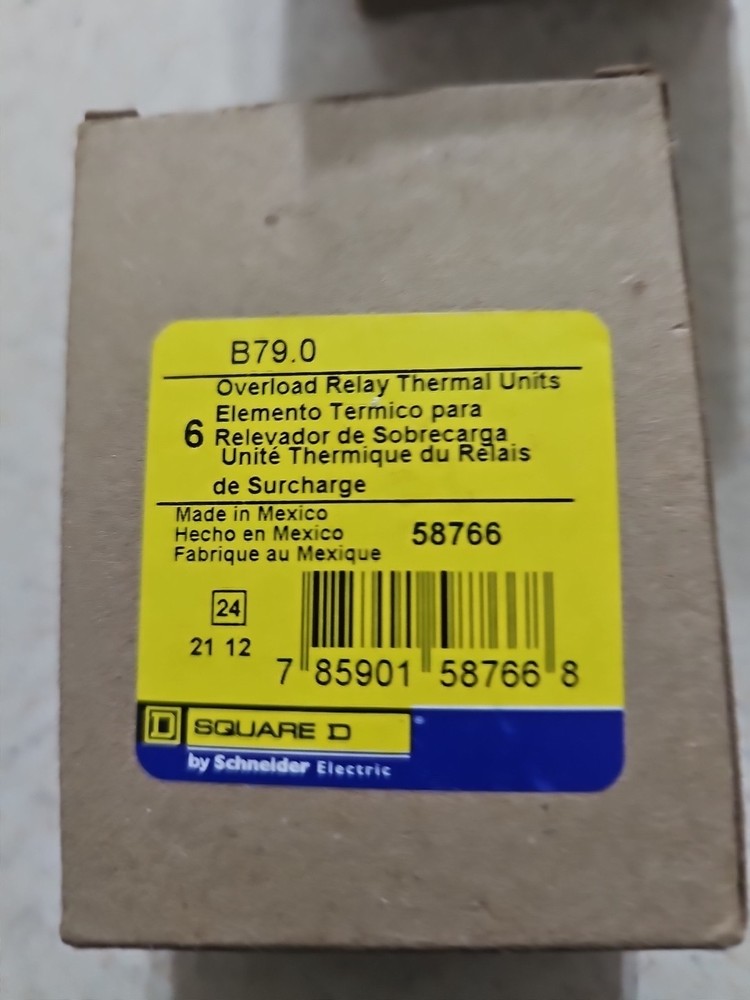 B79.0
Overload Relay Thermal Units
Elemento Termico para
6 Relevador de Sobrecarga
Unité Thermique du Relais
de Surcharge
Made in Mexico
Hecho en Mexico 58766
Fabrique au Mexique
24
21 12
7 85901 58766 8
D SQUARE D
by Schneider Electric